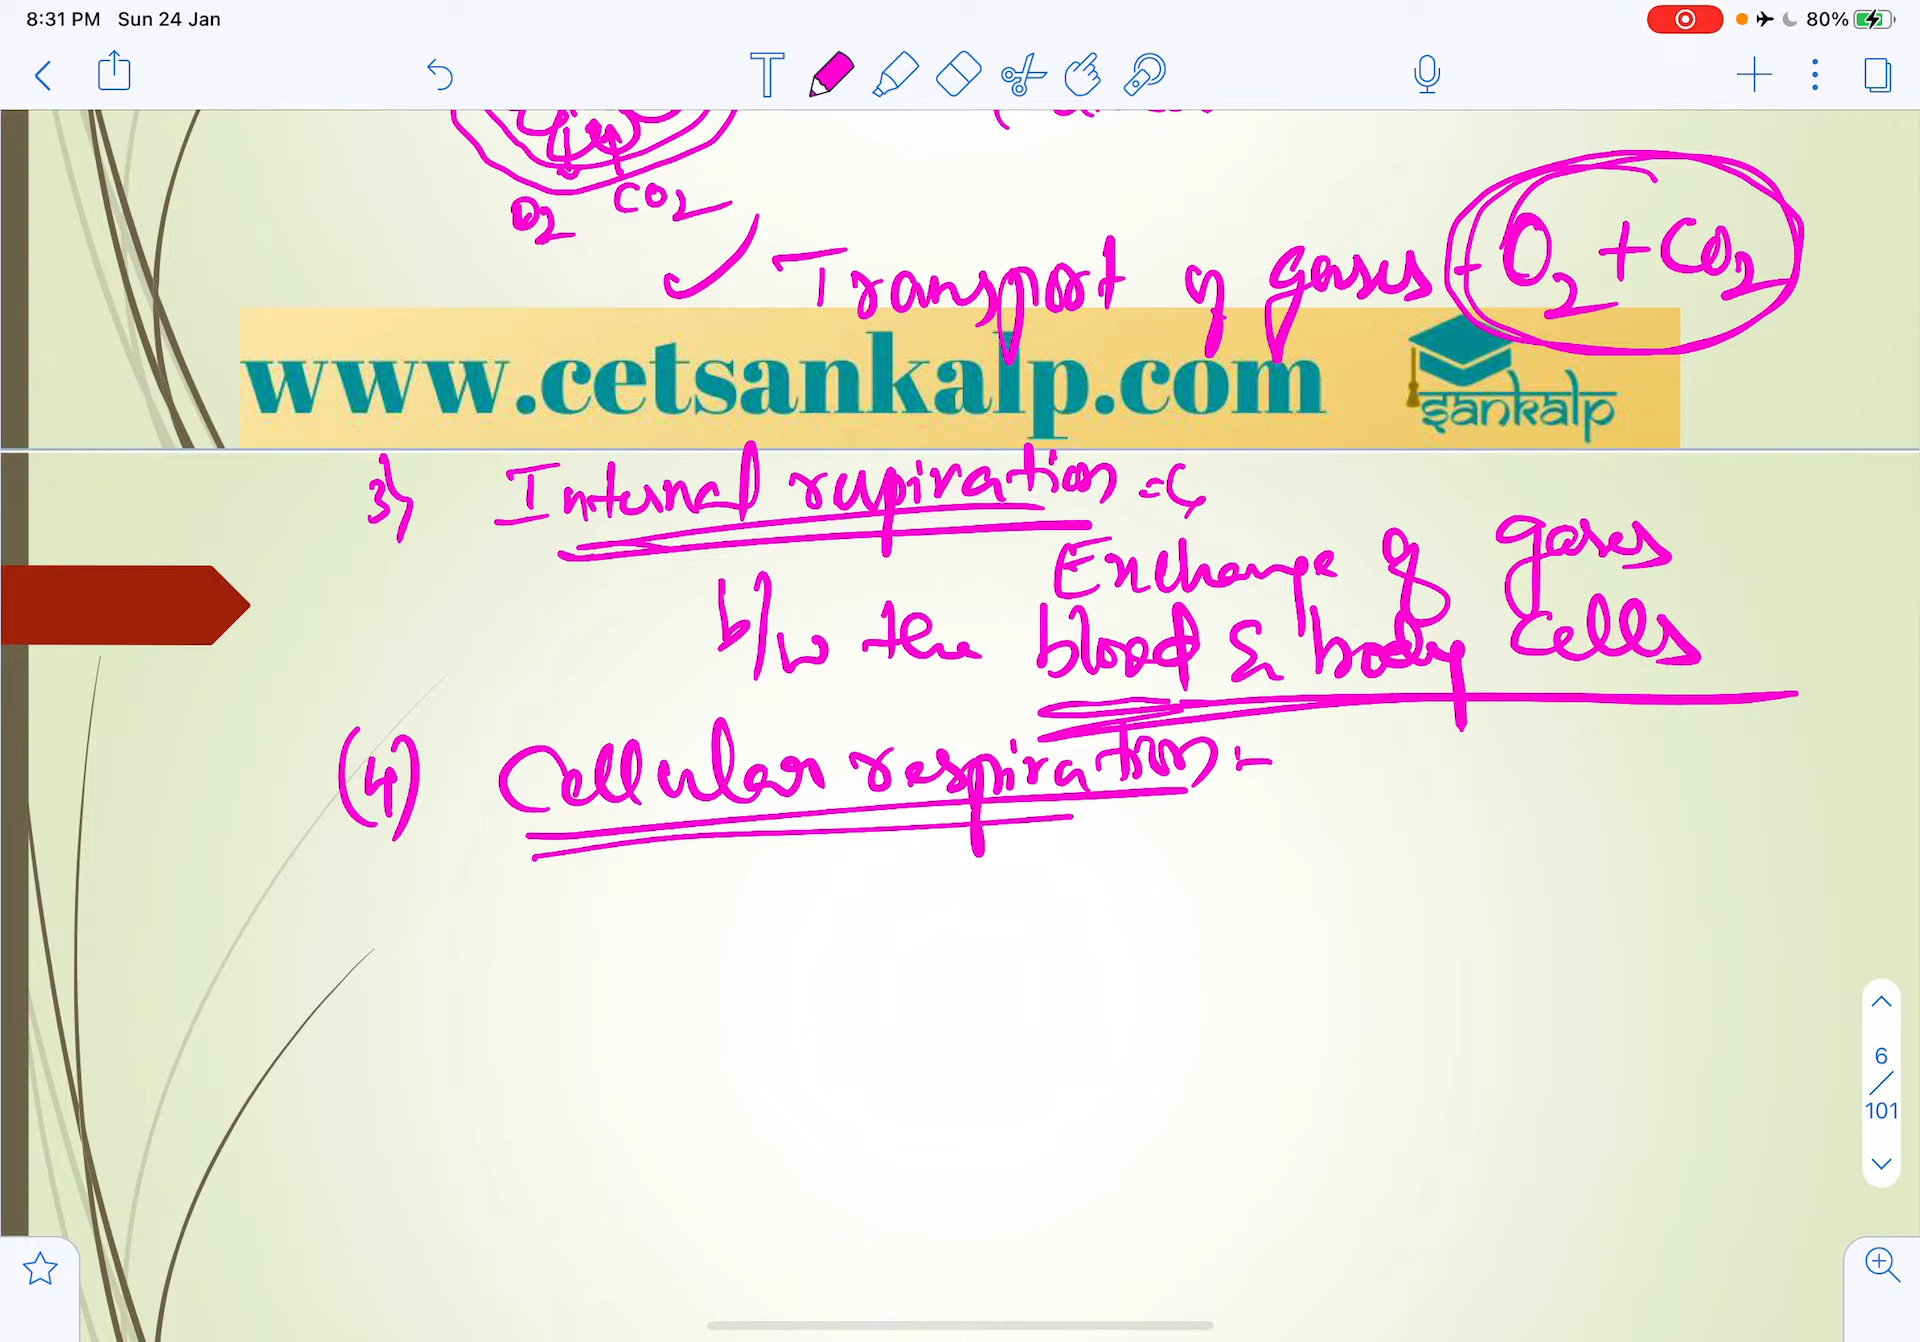 8:31 PM Sun 24 Jan
80%
O2 CO2
Transport of gases - O2 + CO2
www.cetsankalp.com
sankalp
3) Internal respiration =
Exchange of gases
b/w the blood & body cells
(4) Cellular respiration =
6
/
101